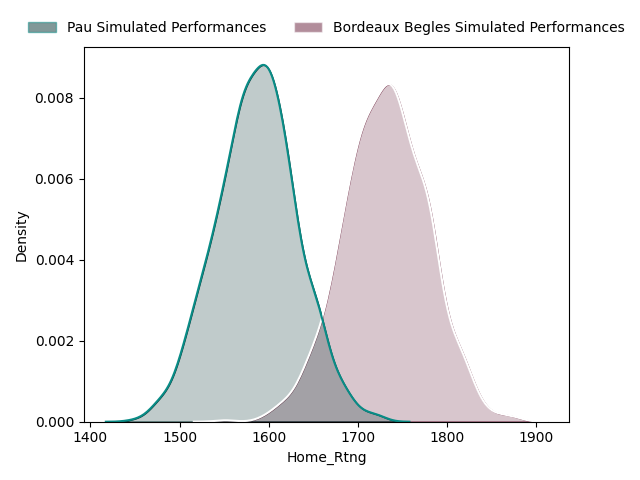 Pau Simulated Performances
Bordeaux Begles Simulated Performances
0.008
0.006
0.004
0.002
0.000
Density
1400
1500
1600
1700
1800
1900
Home_Rtng